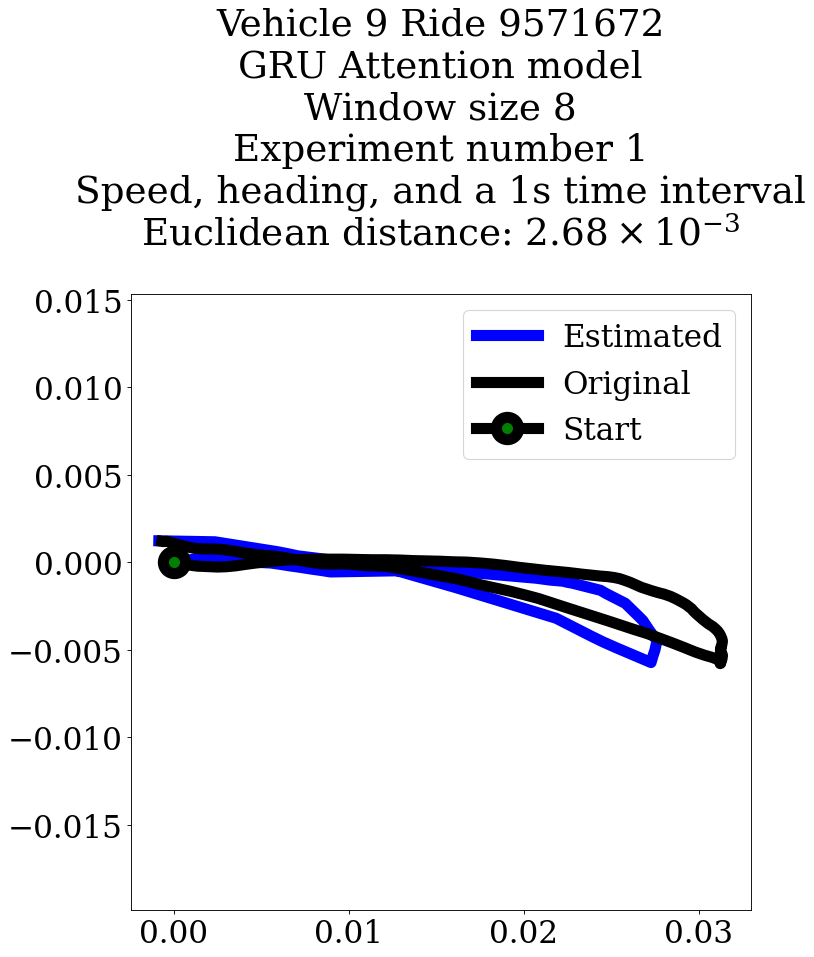 Vehicle 9 Ride 9571672
GRU Attention model
Window size 8
Experiment number 1
Speed, heading, and a 1s time interval
Euclidean distance: 2.68 × 10⁻³
0.015
Estimated
0.010
Original
Start
0.005
0.000
−0.005
−0.010
−0.015
0.00 0.01 0.02 0.03